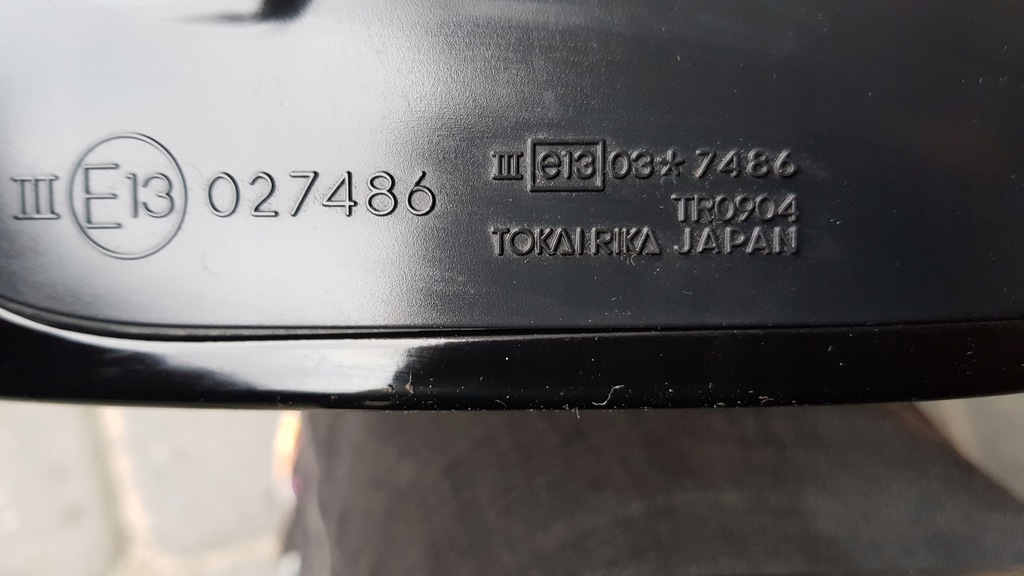 III E13 027486
III e13 03*7486
TR0904
TOKAI RIKA JAPAN